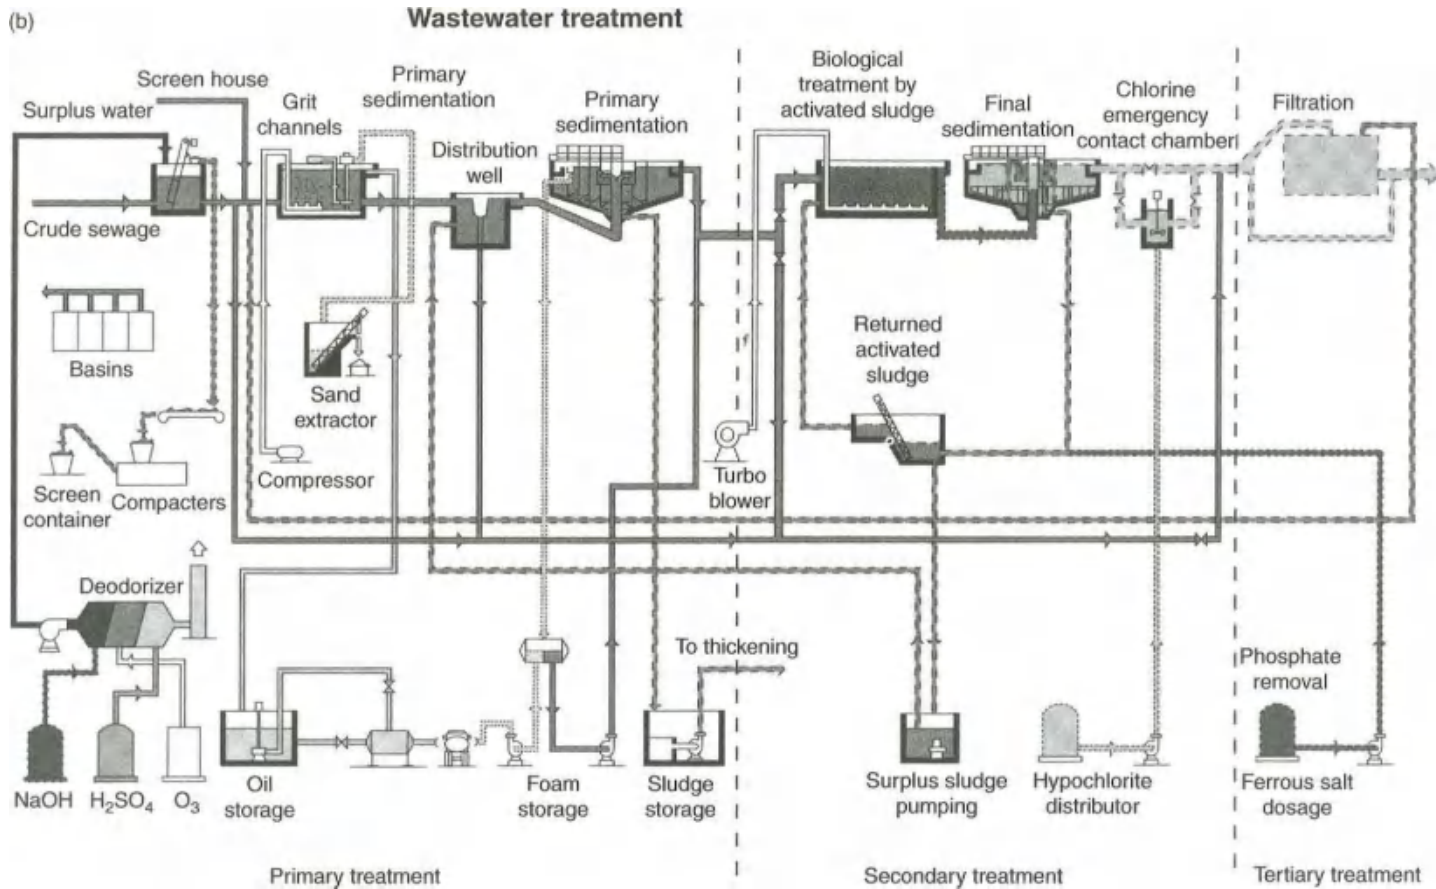 (b)
Wastewater treatment
Screen house
Surplus water
Crude sewage
Grit
channels
Primary
sedimentation
Distribution
well
Primary
sedimentation
Biological
treatment by
activated sludge
Final
sedimentation
Chlorine
emergency
contact chamber
Filtration
Basins
Sand
extractor
Compressor
Screen
container
Compacters
Returned
activated
sludge
Turbo
blower
Deodorizer
NaOH
H₂SO₄
O₃
Oil
storage
Foam
storage
Sludge
storage
To thickening
Surplus sludge
pumping
Hypochlorite
distributor
Phosphate
removal
Ferrous salt
dosage
Primary treatment
Secondary treatment
Tertiary treatment